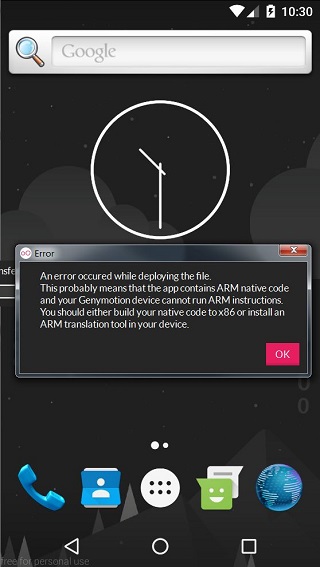 10:30
Google
nsfe
Error
An error occured while deploying the file.
This probably means that the app contains ARM native code
and your Genymotion device cannot run ARM instructions.
You should either build your native code to x86 or install an
ARM translation tool in your device.
OK
0
free for personal use